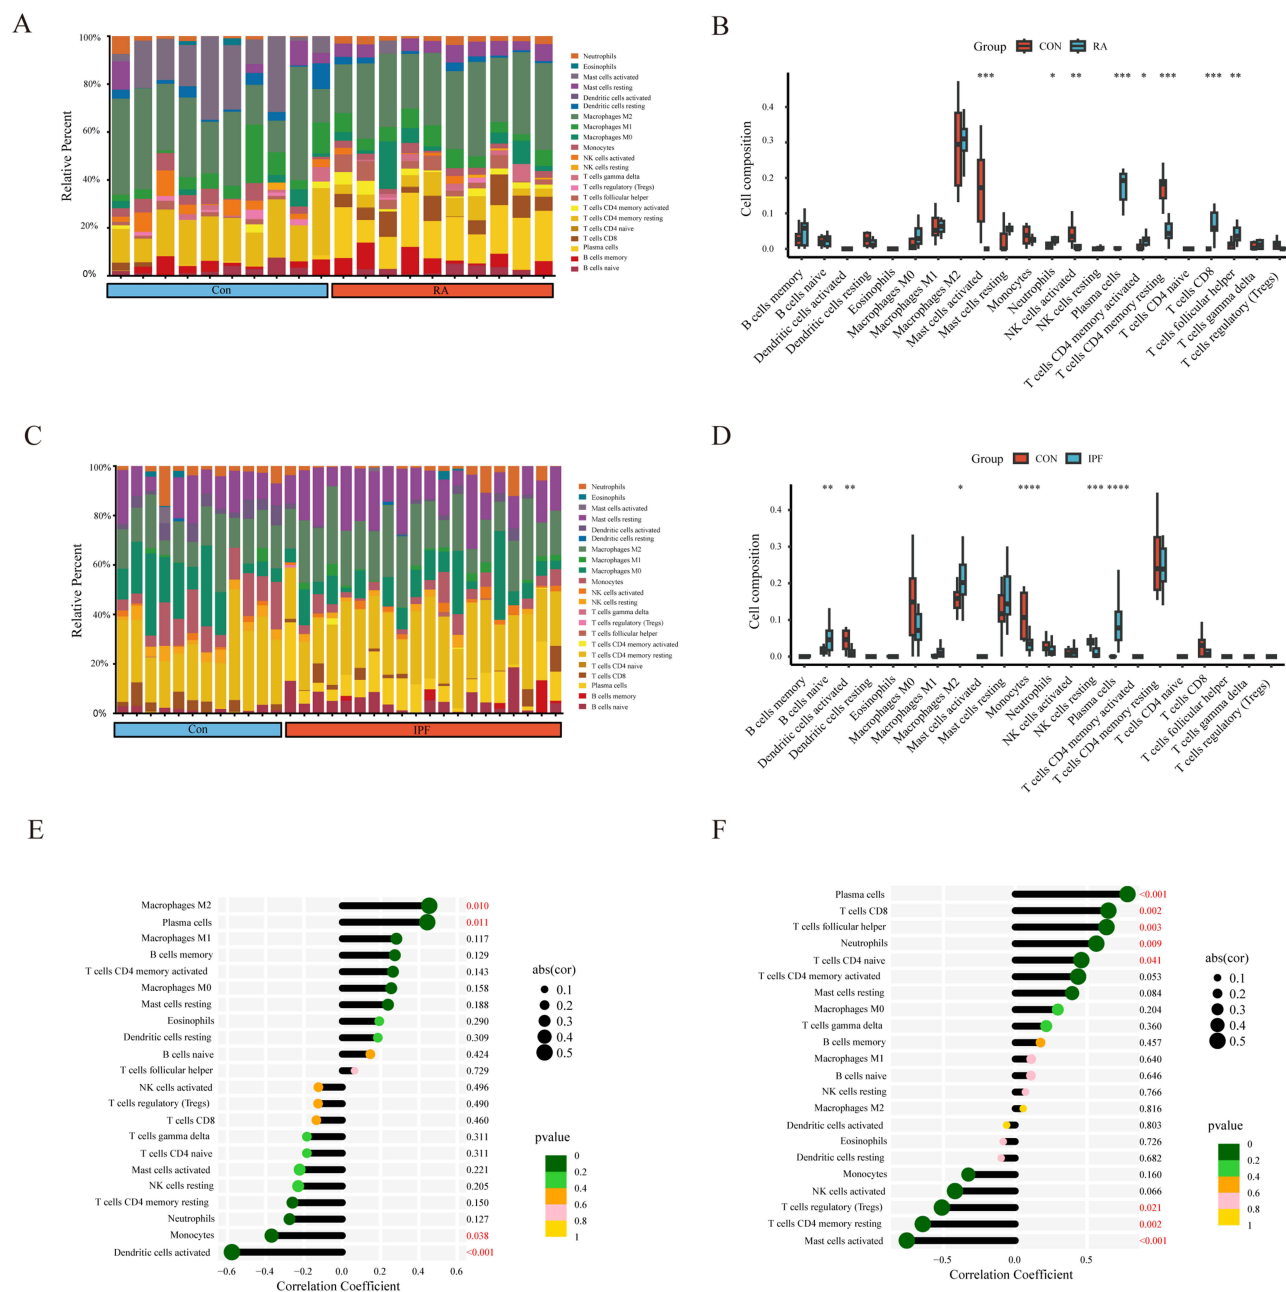 A
100%
80%
60%
40%
20%
0%
Relative Percent
Con
RA
Neutrophils
Eosinophils
Mast cells activated
Mast cells resting
Dendritic cells activated
Dendritic cells resting
Macrophages M2
Macrophages M1
Macrophages M0
Monocytes
NK cells activated
NK cells resting
T cells gamma delta
T cells regulatory (Tregs)
T cells follicular helper
T cells CD4 memory activated
T cells CD4 memory resting
T cells CD4 naive
T cells CD8
Plasma cells
B cells memory
B cells naive
B
Group CON RA
*** * ** *** * *** *** **
0.4
0.3
0.2
0.1
0.0
Cell composition
B cells memory
B cells naive
Dendritic cells activated
Dendritic cells resting
Eosinophils
Macrophages M0
Macrophages M1
Macrophages M2
Mast cells activated
Mast cells resting
Monocytes
Neutrophils
NK cells activated
NK cells resting
Plasma cells
T cells CD4 memory activated
T cells CD4 memory resting
T cells CD4 naive
T cells CD8
T cells follicular helper
T cells gamma delta
T cells regulatory (Tregs)
C
100%
80%
60%
40%
20%
0%
Relative Percent
Con
IPF
Neutrophils
Eosinophils
Mast cells activated
Mast cells resting
Dendritic cells activated
Dendritic cells resting
Macrophages M2
Macrophages M1
Macrophages M0
Monocytes
NK cells activated
NK cells resting
T cells gamma delta
T cells regulatory (Tregs)
T cells follicular helper
T cells CD4 memory activated
T cells CD4 memory resting
T cells CD4 naive
T cells CD8
Plasma cells
B cells memory
B cells naive
D
Group CON IPF
** ** * **** *** ****
0.4
0.3
0.2
0.1
0.0
Cell composition
B cells memory
B cells naive
Dendritic cells activated
Dendritic cells resting
Eosinophils
Macrophages M0
Macrophages M1
Macrophages M2
Mast cells activated
Mast cells resting
Monocytes
Neutrophils
NK cells activated
NK cells resting
Plasma cells
T cells CD4 memory activated
T cells CD4 memory resting
T cells CD4 naive
T cells CD8
T cells follicular helper
T cells gamma delta
T cells regulatory (Tregs)
E
Macrophages M2 0.010
Plasma cells 0.011
Macrophages M1 0.117
B cells memory 0.129
T cells CD4 memory activated 0.143
Macrophages M0 0.158
Mast cells resting 0.188
Eosinophils 0.290
Dendritic cells resting 0.309
B cells naive 0.424
T cells follicular helper 0.729
NK cells activated 0.496
T cells regulatory (Tregs) 0.490
T cells CD8 0.460
T cells gamma delta 0.311
T cells CD4 naive 0.311
Mast cells activated 0.221
NK cells resting 0.205
T cells CD4 memory resting 0.150
Neutrophils 0.127
Monocytes 0.038
Dendritic cells activated <0.001
−0.6 −0.4 −0.2 0.0 0.2 0.4 0.6
Correlation Coefficient
abs(cor)
0.1
0.2
0.3
0.4
0.5
pvalue
0
0.2
0.4
0.6
0.8
1
F
Plasma cells <0.001
T cells CD8 0.002
T cells follicular helper 0.003
Neutrophils 0.009
T cells CD4 naive 0.041
T cells CD4 memory activated 0.053
Mast cells resting 0.084
Macrophages M0 0.204
T cells gamma delta 0.360
B cells memory 0.457
Macrophages M1 0.640
B cells naive 0.646
NK cells resting 0.766
Macrophages M2 0.816
Dendritic cells activated 0.803
Eosinophils 0.726
Dendritic cells resting 0.682
Monocytes 0.160
NK cells activated 0.066
T cells regulatory (Tregs) 0.021
T cells CD4 memory resting 0.002
Mast cells activated <0.001
−0.5 0.0 0.5
Correlation Coefficient
abs(cor)
0.1
0.2
0.3
0.4
0.5
pvalue
0
0.2
0.4
0.6
0.8
1